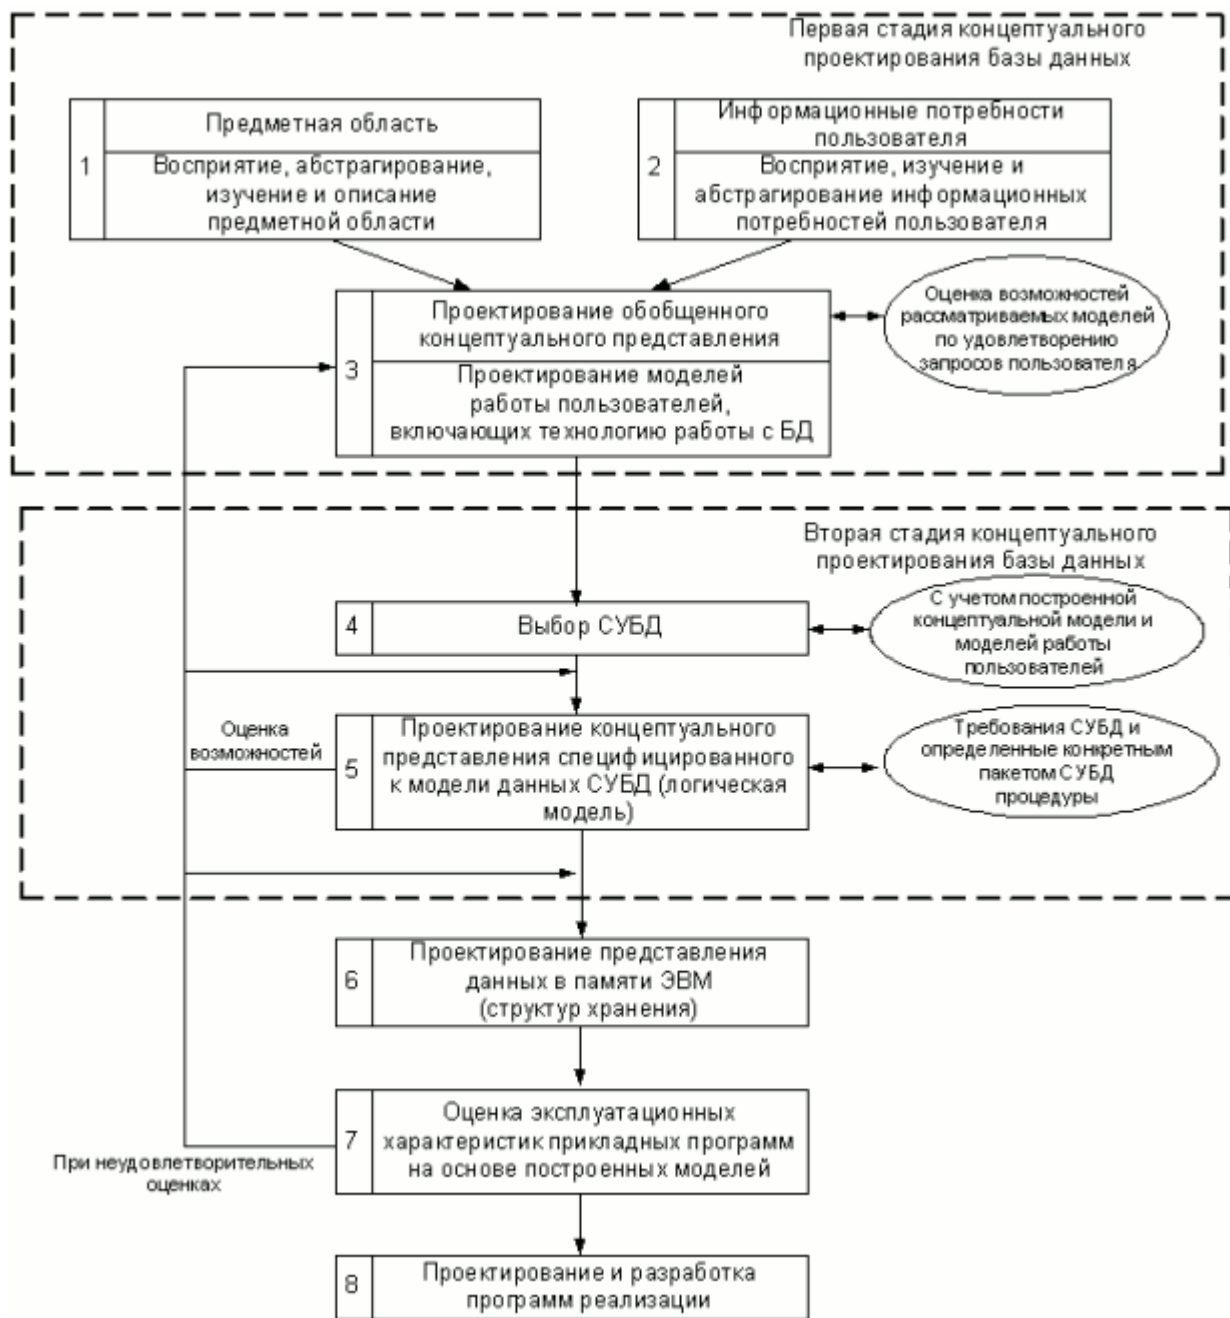 Первая стадия концептуального
проектирования базы данных
1
Предметная область
Восприятие, абстрагирование,
изучение и описание
предметной области
2
Информационные потребности
пользователя
Восприятие, изучение и
абстрагирование информационных
потребностей пользователя
3
Проектирование обобщенного
концептуального представления
Проектирование моделей
работы пользователей,
включающих технологию работы с БД
Оценка возможностей
рассматриваемых моделей
по удовлетворению
запросов пользователя
Вторая стадия концептуального
проектирования базы данных
4
Выбор СУБД
С учетом построенной
концептуальной модели и
моделей работы
пользователей
Оценка
возможностей
5
Проектирование концептуального
представления специфицированного
к модели данных СУБД (логическая
модель)
Требования СУБД и
определенные конкретным
пакетом СУБД
процедуры
6
Проектирование представления
данных в памяти ЭВМ
(структур хранения)
7
Оценка эксплуатационных
характеристик прикладных программ
на основе построенных моделей
При неудовлетворительных
оценках
8
Проектирование и разработка
программ реализации